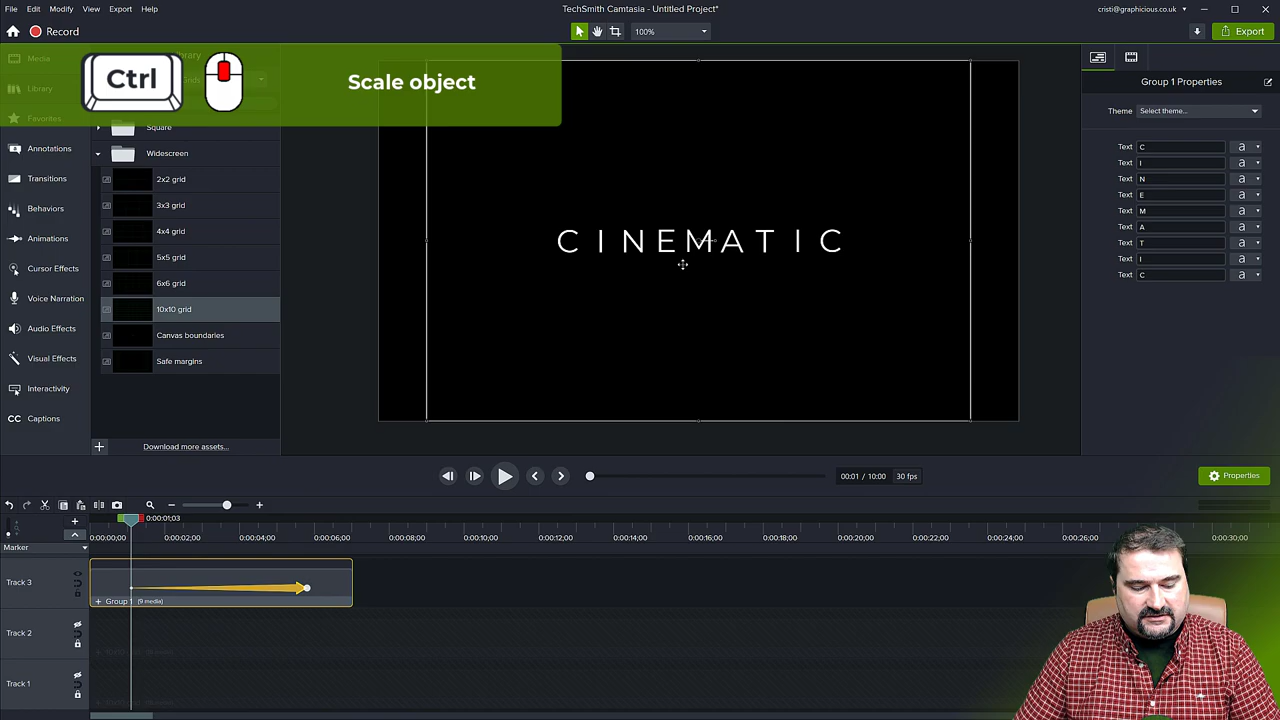 File Edit Modify View Export Help
TechSmith Camtasia - Untitled Project*
cristi@graphicious.co.uk
Record
100%
Export
Ctrl
Scale object
Media
Library
Favorites
Annotations
Transitions
Behaviors
Animations
Cursor Effects
Voice Narration
Audio Effects
Visual Effects
Interactivity
CC Captions
Square
Widescreen
2x2 grid
3x3 grid
4x4 grid
5x5 grid
6x6 grid
10x10 grid
Canvas boundaries
Safe margins
Download more assets...
CINEMATIC
Group 1 Properties
Theme Select theme...
Text C a
Text I a
Text N a
Text E a
Text M a
Text A a
Text T a
Text I a
Text C a
00:01 / 10:00 30 fps
Properties
0:00:01;03
0:00:00;00 0:00:02;00 0:00:04;00 0:00:06;00 0:00:08;00 0:00:10;00 0:00:12;00 0:00:14;00 0:00:16;00 0:00:18;00 0:00:20;00 0:00:22;00 0:00:24;00 0:00:26;00 0:00:30;00
Marker
Track 3
+ Group 1 (9 media)
Track 2
Track 1